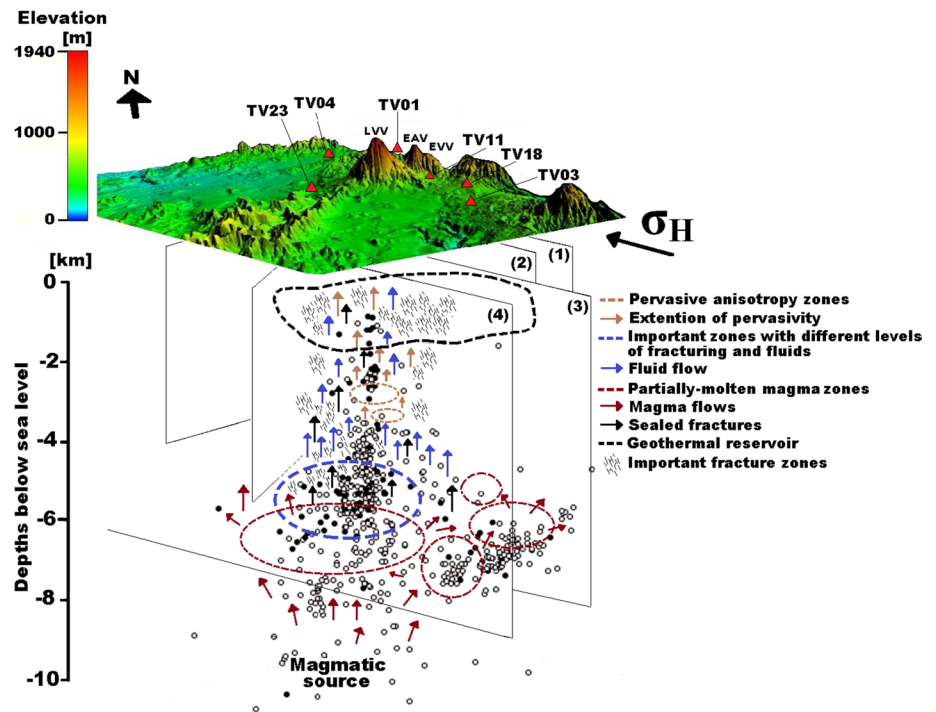 Elevation
[m]
1940
1000
0
N
TV23
TV04
TV01
LVV
EAV
EVV
TV11
TV18
TV03
σH
[km]
0
-2
-4
-6
-8
-10
Depths below sea level
(1)
(2)
(3)
(4)
Pervasive anisotropy zones
Extention of pervasivity
Important zones with different levels
of fracturing and fluids
Fluid flow
Partially-molten magma zones
Magma flows
Sealed fractures
Geothermal reservoir
Important fracture zones
Magmatic
source